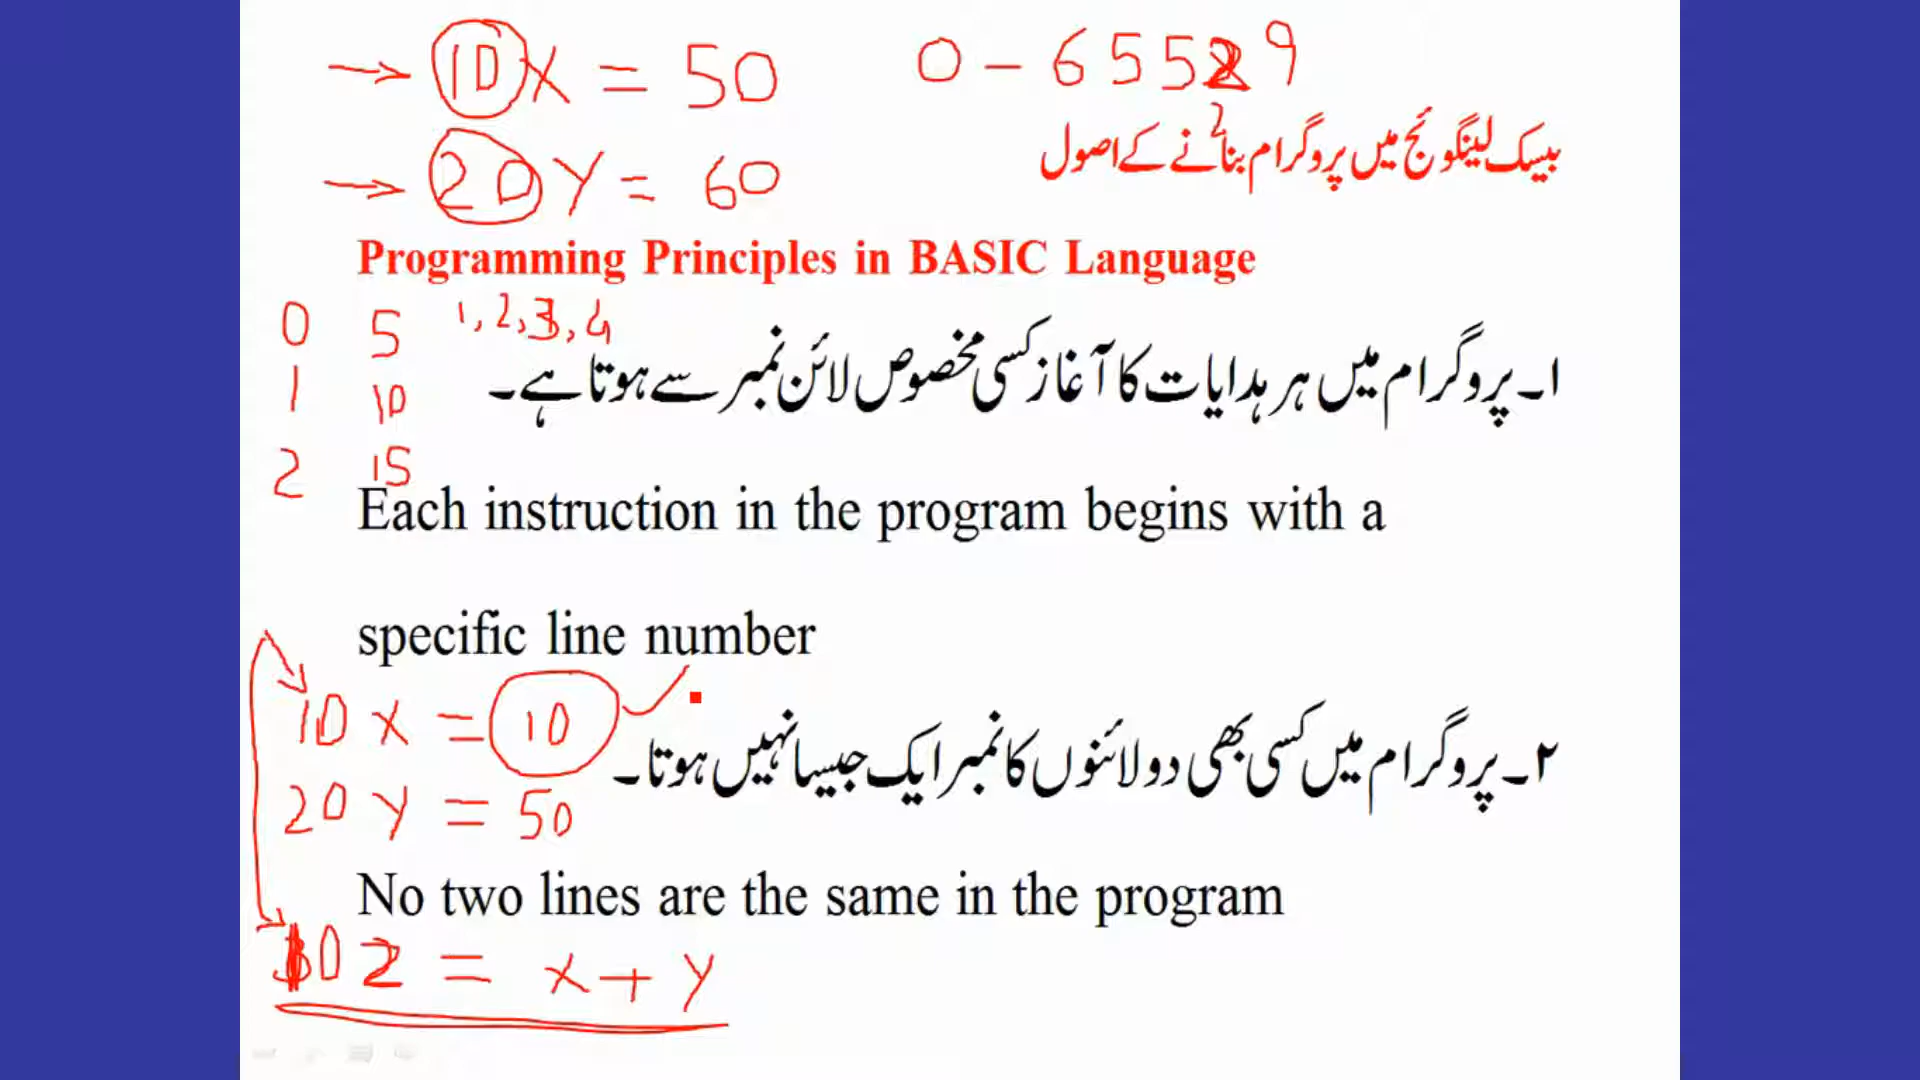 10 X = 50
0 - 65529
2
20 Y = 60
بیسک لینگوئج میں پروگرام بنانے کے اصول
Programming Principles in BASIC Language
0 5 1, 2, 3, 4
1 10
2 15
۱۔ پروگرام میں ہر ہدایات کا آغاز کسی مخصوص لائن نمبر سے ہوتا ہے۔
Each instruction in the program begins with a
specific line number
10 X = 10
20 Y = 50
۲۔ پروگرام میں کسی بھی دو لائنوں کا نمبر ایک جیسا نہیں ہوتا۔
No two lines are the same in the program
Z = X + Y